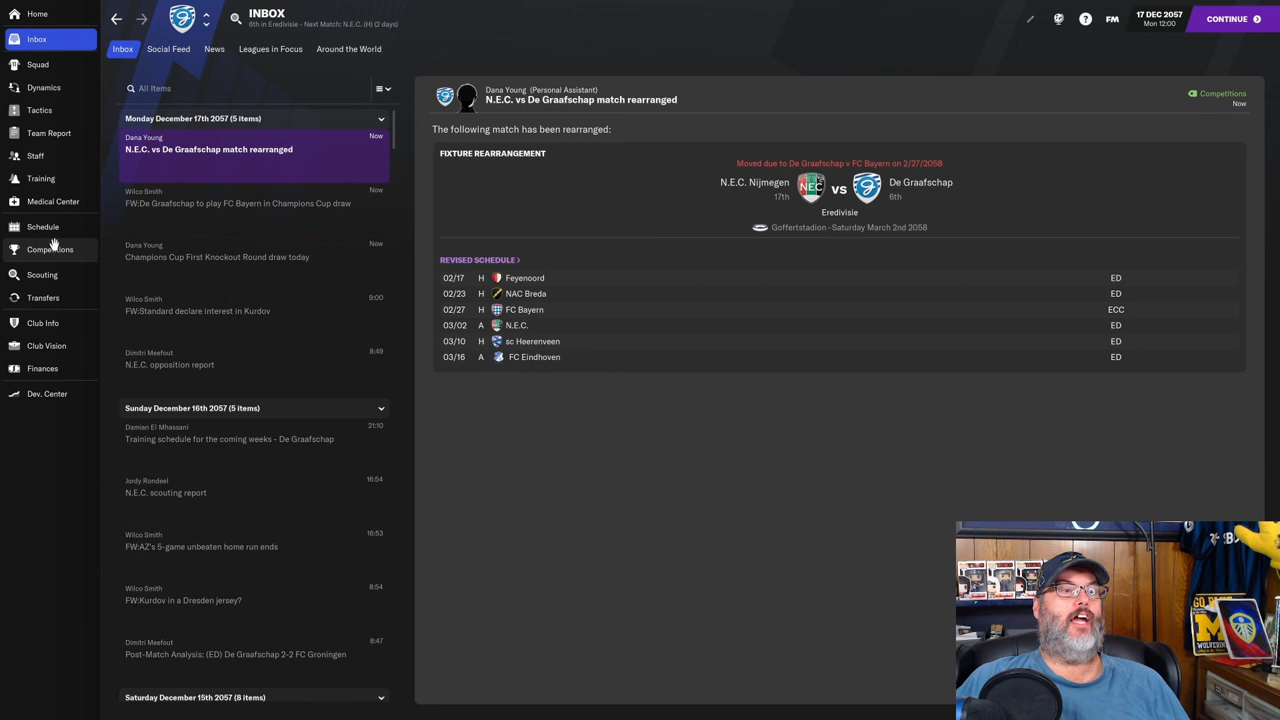 Home
Inbox
Squad
Dynamics
Tactics
Team Report
Staff
Training
Medical Center
Schedule
Competitions
Scouting
Transfers
Club Info
Club Vision
Finances
Dev. Center
INBOX
6th in Eredivisie - Next Match: N.E.C. (H) (2 days)
FM
17 DEC 2057
Mon 12:00
CONTINUE
Inbox
Social Feed
News
Leagues in Focus
Around the World
All Items
Monday December 17th 2057 (5 items)
Dana Young
Now
N.E.C. vs De Graafschap match rearranged
Wilco Smith
Now
FW:De Graafschap to play FC Bayern in Champions Cup draw
Dana Young
Now
Champions Cup First Knockout Round draw today
Wilco Smith
9:00
FW:Standard declare interest in Kurdov
Dimitri Meefout
8:49
N.E.C. opposition report
Sunday December 16th 2057 (5 items)
Damian El Mhassani
21:10
Training schedule for the coming weeks - De Graafschap
Jordy Rondeel
16:54
N.E.C. scouting report
Wilco Smith
16:53
FW:AZ's 5-game unbeaten home run ends
Wilco Smith
8:54
FW:Kurdov in a Dresden jersey?
Dimitri Meefout
8:47
Post-Match Analysis: (ED) De Graafschap 2-2 FC Groningen
Saturday December 15th 2057 (8 items)
Dana Young (Personal Assistant)
N.E.C. vs De Graafschap match rearranged
Competitions
Now
The following match has been rearranged:
FIXTURE REARRANGEMENT
Moved due to De Graafschap v FC Bayern on 2/27/2058
N.E.C. Nijmegen
17th
NEC
vs
De Graafschap
6th
Eredivisie
Goffertstadion - Saturday March 2nd 2058
REVISED SCHEDULE >
02/17 H Feyenoord ED
02/23 H NAC Breda ED
02/27 H FC Bayern ECC
03/02 A N.E.C. ED
03/10 H sc Heerenveen ED
03/16 A FC Eindhoven ED
GO BLUE
M
WOLVERINES